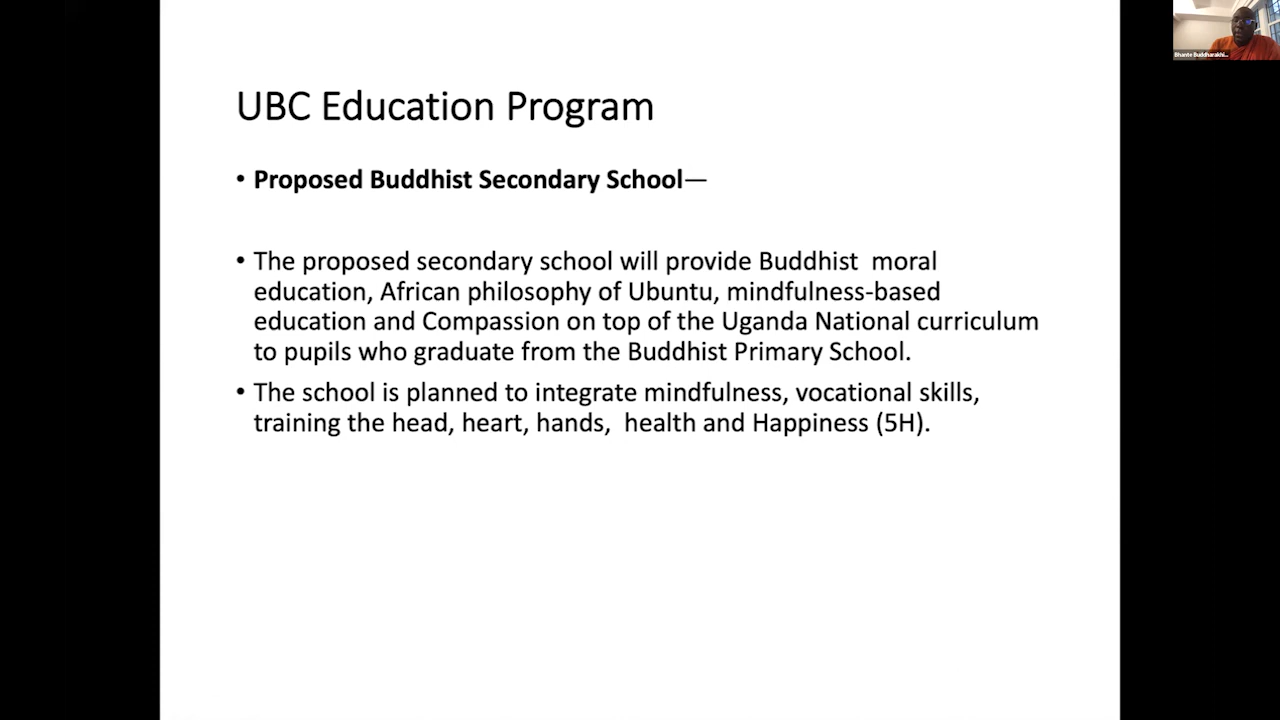 UBC Education Program
• Proposed Buddhist Secondary School—
• The proposed secondary school will provide Buddhist  moral
education, African philosophy of Ubuntu, mindfulness-based
education and Compassion on top of the Uganda National curriculum
to pupils who graduate from the Buddhist Primary School.
• The school is planned to integrate mindfulness, vocational skills,
training the head, heart, hands,  health and Happiness (5H).
Bhante Buddharakhi...